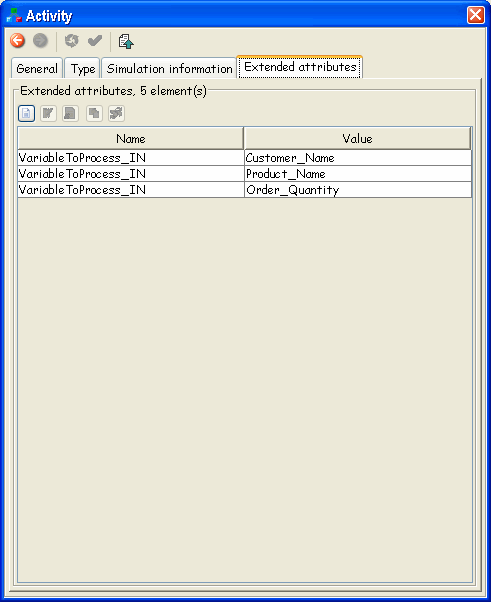 Activity
General Type Simulation information Extended attributes
Extended attributes, 5 element(s)
Name Value
VariableToProcess_IN Customer_Name
VariableToProcess_IN Product_Name
VariableToProcess_IN Order_Quantity